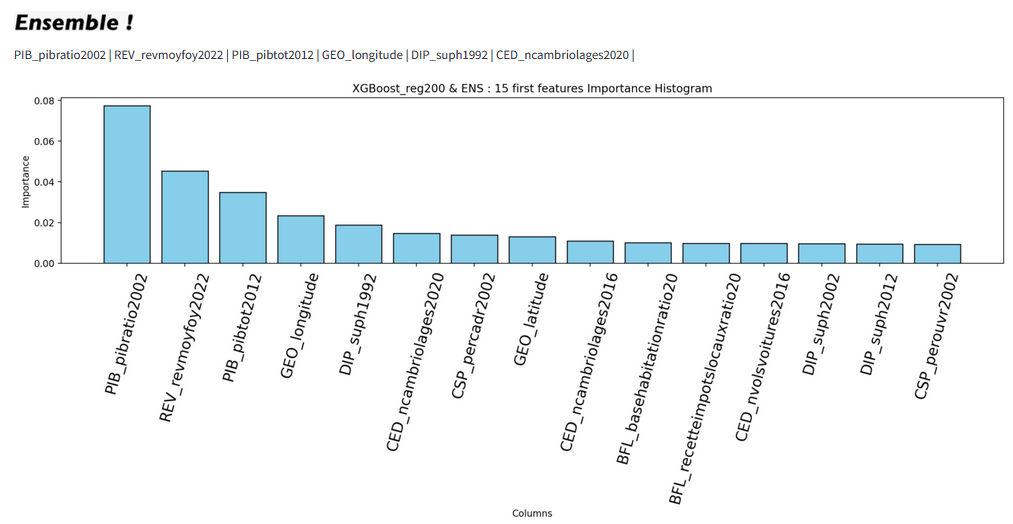 Ensemble !
PIB_pibratio2002 | REV_revmoyfoy2022 | PIB_pibtot2012 | GEO_longitude | DIP_suph1992 | CED_ncambriolages2020 |
XGBoost_reg200 & ENS : 15 first features Importance Histogram
0.08
0.06
0.04
0.02
0.00
Importance
PIB_pibratio2002
REV_revmoyfoy2022
PIB_pibtot2012
GEO_longitude
DIP_suph1992
CED_ncambriolages2020
CSP_percadr2002
GEO_latitude
CED_ncambriolages2016
BFL_basehabitationratio20
BFL_recetteimpotslocauxratio20
CED_nvolsvoitures2016
DIP_suph2002
DIP_suph2012
CSP_perouvr2002
Columns